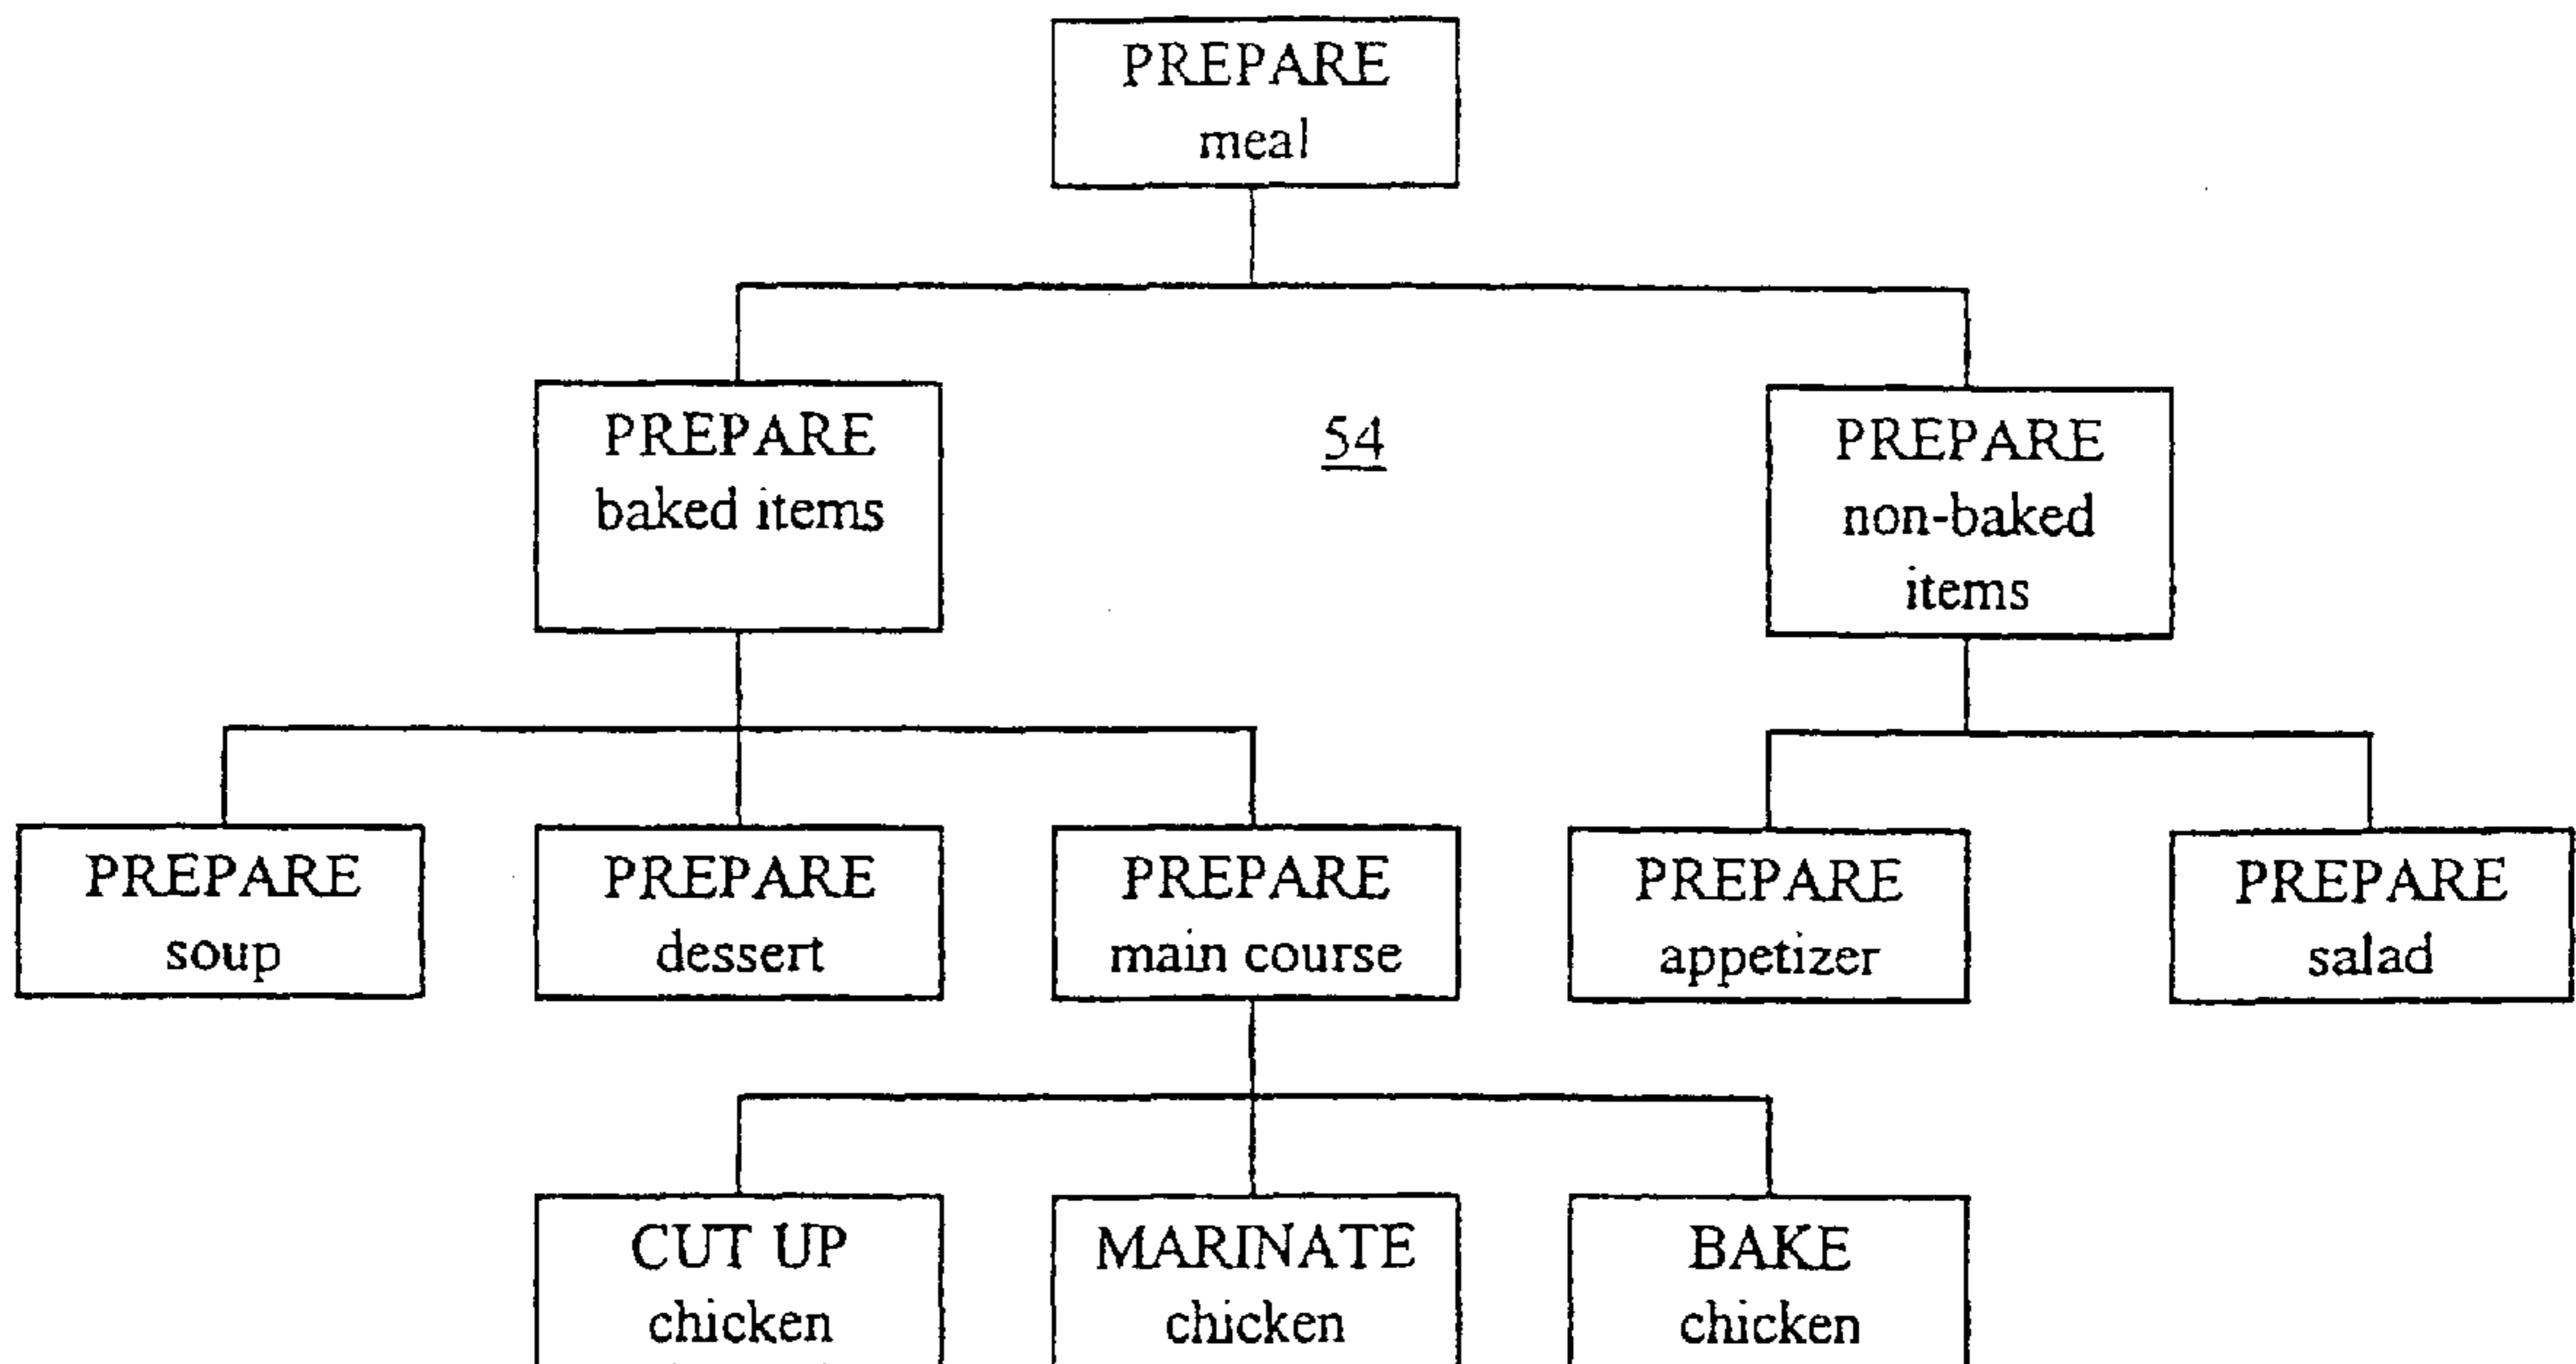 PREPARE
meal
PREPARE
baked items
54
PREPARE
non-baked
items
PREPARE
soup
PREPARE
dessert
PREPARE
main course
PREPARE
appetizer
PREPARE
salad
CUT UP
chicken
MARINATE
chicken
BAKE
chicken